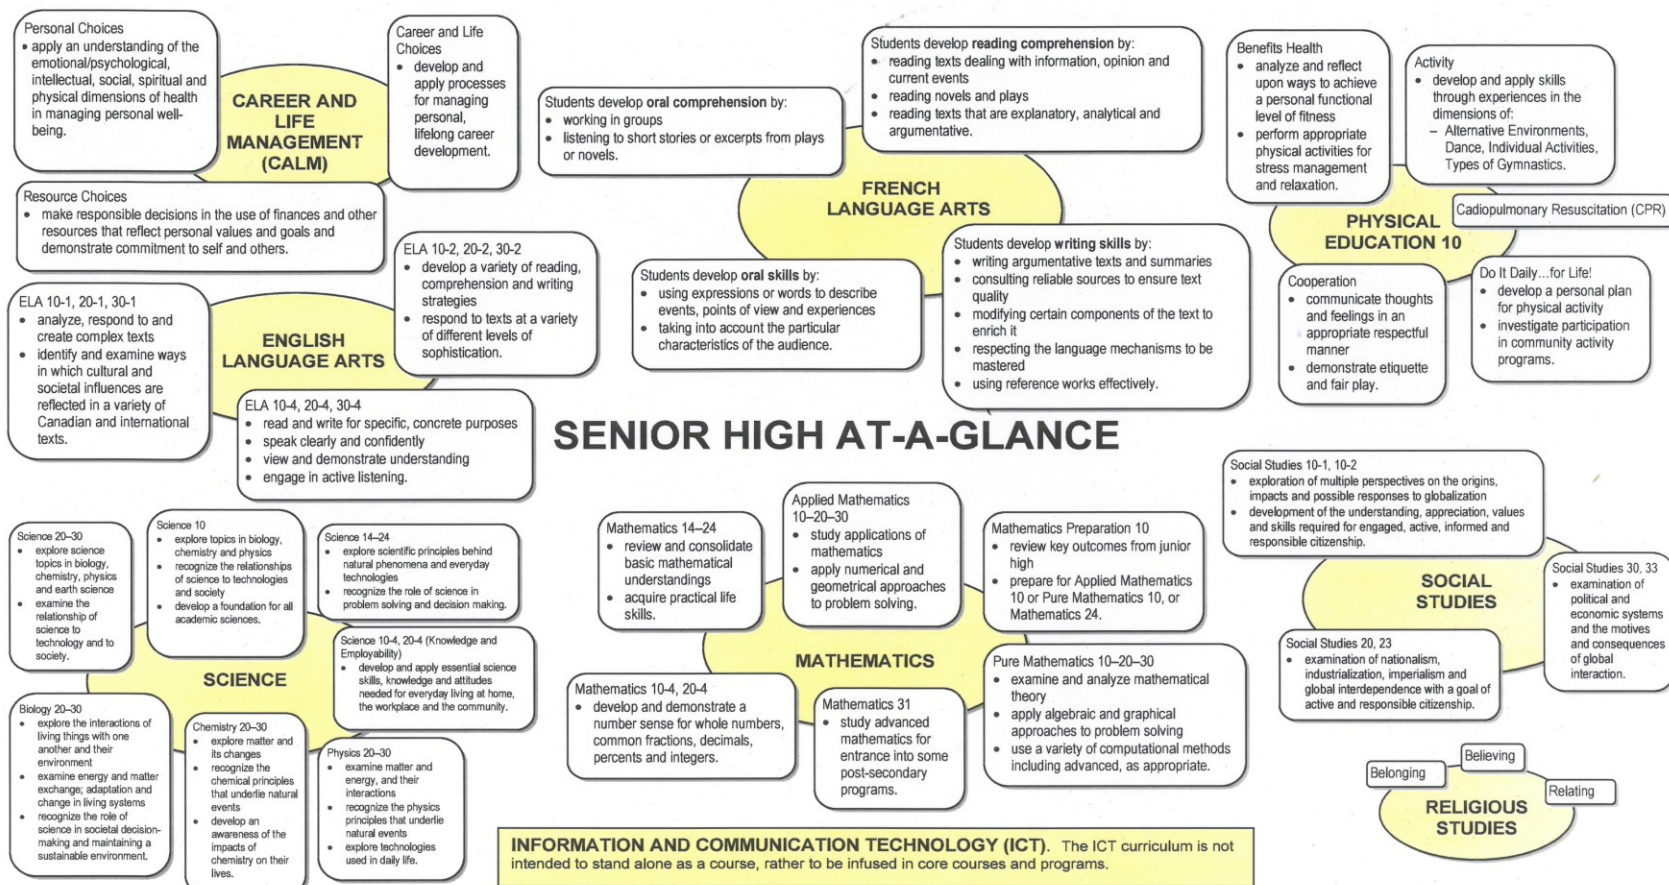 Personal Choices
• apply an understanding of the
emotional/psychological,
intellectual, social, spiritual and
physical dimensions of health
in managing personal well-
being.
CAREER AND
LIFE
MANAGEMENT
(CALM)
Career and Life
Choices
• develop and
apply processes
for managing
personal,
lifelong career
development.
Resource Choices
• make responsible decisions in the use of finances and other
resources that reflect personal values and goals and
demonstrate commitment to self and others.
Students develop oral comprehension by:
• working in groups
• listening to short stories or excerpts from plays
or novels.
Students develop reading comprehension by:
• reading texts dealing with information, opinion and
current events
• reading novels and plays
• reading texts that are explanatory, analytical and
argumentative.
FRENCH
LANGUAGE ARTS
Students develop oral skills by:
• using expressions or words to describe
events, points of view and experiences
• taking into account the particular
characteristics of the audience.
Students develop writing skills by:
• writing argumentative texts and summaries
• consulting reliable sources to ensure text
quality
• modifying certain components of the text to
enrich it
• respecting the language mechanisms to be
mastered
• using reference works effectively.
Benefits Health
• analyze and reflect
upon ways to achieve
a personal functional
level of fitness
• perform appropriate
physical activities for
stress management
and relaxation.
Activity
• develop and apply skills
through experiences in the
dimensions of:
– Alternative Environments,
Dance, Individual Activities,
Types of Gymnastics.
PHYSICAL
EDUCATION 10
Cadiopulmonary Resuscitation (CPR)
Cooperation
• communicate thoughts
and feelings in an
appropriate respectful
manner
• demonstrate etiquette
and fair play.
Do It Daily...for Life!
• develop a personal plan
for physical activity
• investigate participation
in community activity
programs.
ELA 10-1, 20-1, 30-1
• analyze, respond to and
create complex texts
• identify and examine ways
in which cultural and
societal influences are
reflected in a variety of
Canadian and international
texts.
ENGLISH
LANGUAGE ARTS
ELA 10-2, 20-2, 30-2
• develop a variety of reading,
comprehension and writing
strategies
• respond to texts at a variety
of different levels of
sophistication.
ELA 10-4, 20-4, 30-4
• read and write for specific, concrete purposes
• speak clearly and confidently
• view and demonstrate understanding
• engage in active listening.
SENIOR HIGH AT-A-GLANCE
Science 20–30
• explore science
topics in biology,
chemistry, physics
and earth science
• examine the
relationship of
science to
technology and to
society.
Science 10
• explore topics in biology,
chemistry and physics
• recognize the relationships
of science to technologies
and society
• develop a foundation for all
academic sciences.
Science 14–24
• explore scientific principles behind
natural phenomena and everyday
technologies
• recognize the role of science in
problem solving and decision making.
SCIENCE
Science 10-4, 20-4 (Knowledge and
Employability)
• develop and apply essential science
skills, knowledge and attitudes
needed for everyday living at home,
the workplace and the community.
Biology 20–30
• explore the interactions of
living things with one
another and their
environment
• examine energy and matter
exchange; adaptation and
change in living systems
• recognize the role of
science in societal decision-
making and maintaining a
sustainable environment.
Chemistry 20–30
• explore matter and
its changes
• recognize the
chemical principles
that underlie natural
events
• develop an
awareness of the
impacts of
chemistry on their
lives.
Physics 20–30
• examine matter and
energy, and their
interactions
• recognize the physics
principles that underlie
natural events
• explore technologies
used in daily life.
Mathematics 14–24
• review and consolidate
basic mathematical
understandings
• acquire practical life
skills.
Applied Mathematics
10–20–30
• study applications of
mathematics
• apply numerical and
geometrical approaches
to problem solving.
Mathematics Preparation 10
• review key outcomes from junior
high
• prepare for Applied Mathematics
10 or Pure Mathematics 10, or
Mathematics 24.
MATHEMATICS
Mathematics 10-4, 20-4
• develop and demonstrate a
number sense for whole numbers,
common fractions, decimals,
percents and integers.
Mathematics 31
• study advanced
mathematics for
entrance into some
post-secondary
programs.
Pure Mathematics 10–20–30
• examine and analyze mathematical
theory
• apply algebraic and graphical
approaches to problem solving
• use a variety of computational methods
including advanced, as appropriate.
Social Studies 10-1, 10-2
• exploration of multiple perspectives on the origins,
impacts and possible responses to globalization
• development of the understanding, appreciation, values
and skills required for engaged, active, informed and
responsible citizenship.
SOCIAL
STUDIES
Social Studies 30, 33
• examination of
political and
economic systems
and the motives
and consequences
of global
interaction.
Social Studies 20, 23
• examination of nationalism,
industrialization, imperialism and
global interdependence with a goal of
active and responsible citizenship.
Belonging
Believing
Relating
RELIGIOUS
STUDIES
INFORMATION AND COMMUNICATION TECHNOLOGY (ICT). The ICT curriculum is not
intended to stand alone as a course, rather to be infused in core courses and programs.